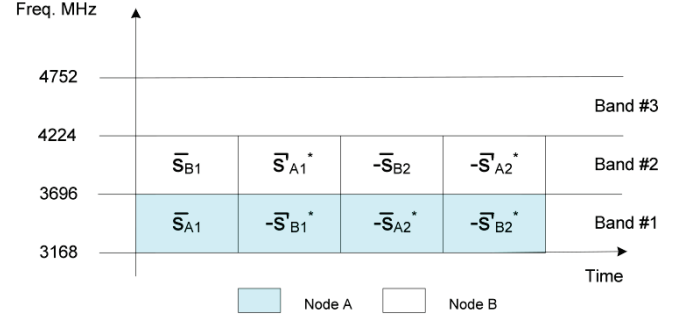 Freq. MHz
4752
Band #3
4224
S̄B1 S̄'A1* -S̄B2 -S̄'A2* Band #2
3696
S̄A1 -S̄'B1* -S̄A2* -S̄'B2* Band #1
3168
Time
Node A Node B